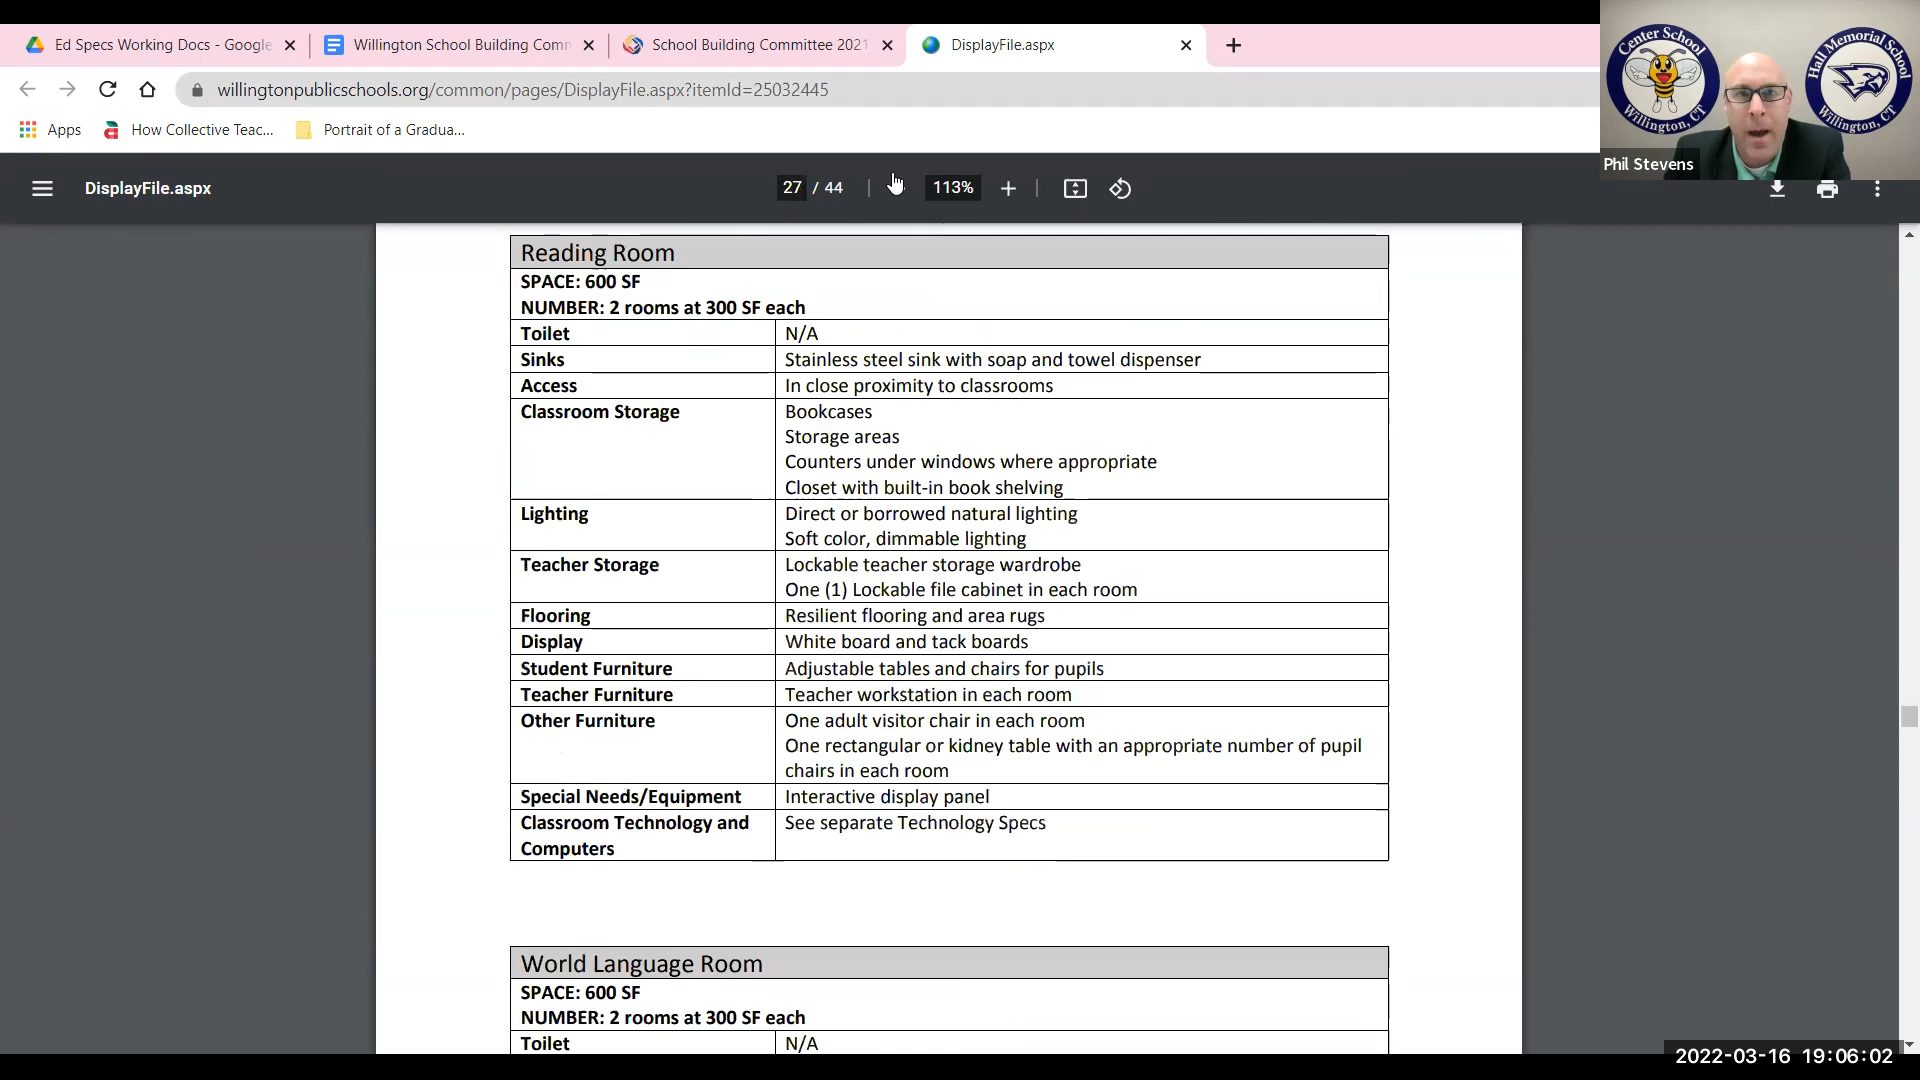 Ed Specs Working Docs - Google
Willington School Building Comm
School Building Committee 2021
DisplayFile.aspx
willingtonpublicschools.org/common/pages/DisplayFile.aspx?itemId=25032445
Apps
How Collective Teac...
Portrait of a Gradua...
Center School
Willington, CT
Hall Memorial School
Willington, CT
Phil Stevens
DisplayFile.aspx
27 / 44
113%
Reading Room
SPACE: 600 SF
NUMBER: 2 rooms at 300 SF each
Toilet N/A
Sinks Stainless steel sink with soap and towel dispenser
Access In close proximity to classrooms
Classroom Storage Bookcases
Storage areas
Counters under windows where appropriate
Closet with built-in book shelving
Lighting Direct or borrowed natural lighting
Soft color, dimmable lighting
Teacher Storage Lockable teacher storage wardrobe
One (1) Lockable file cabinet in each room
Flooring Resilient flooring and area rugs
Display White board and tack boards
Student Furniture Adjustable tables and chairs for pupils
Teacher Furniture Teacher workstation in each room
Other Furniture One adult visitor chair in each room
One rectangular or kidney table with an appropriate number of pupil
chairs in each room
Special Needs/Equipment Interactive display panel
Classroom Technology and See separate Technology Specs
Computers
World Language Room
SPACE: 600 SF
NUMBER: 2 rooms at 300 SF each
Toilet N/A
2022-03-16 19:06:02